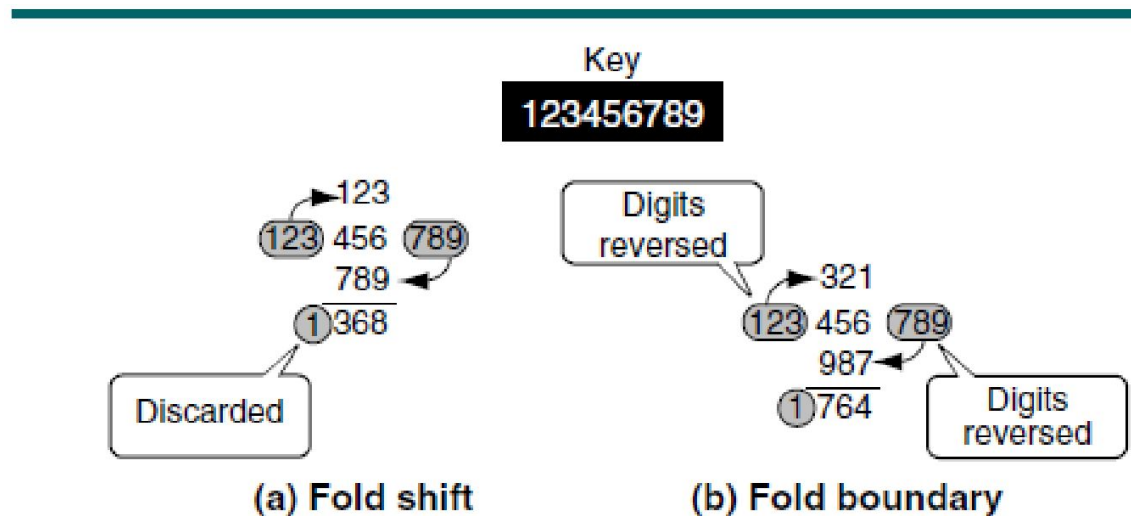 Key
123456789
123
123 456 789
789
1 368
Discarded
(a) Fold shift
Digits
reversed
321
123 456 789
987
1 764
Digits
reversed
(b) Fold boundary